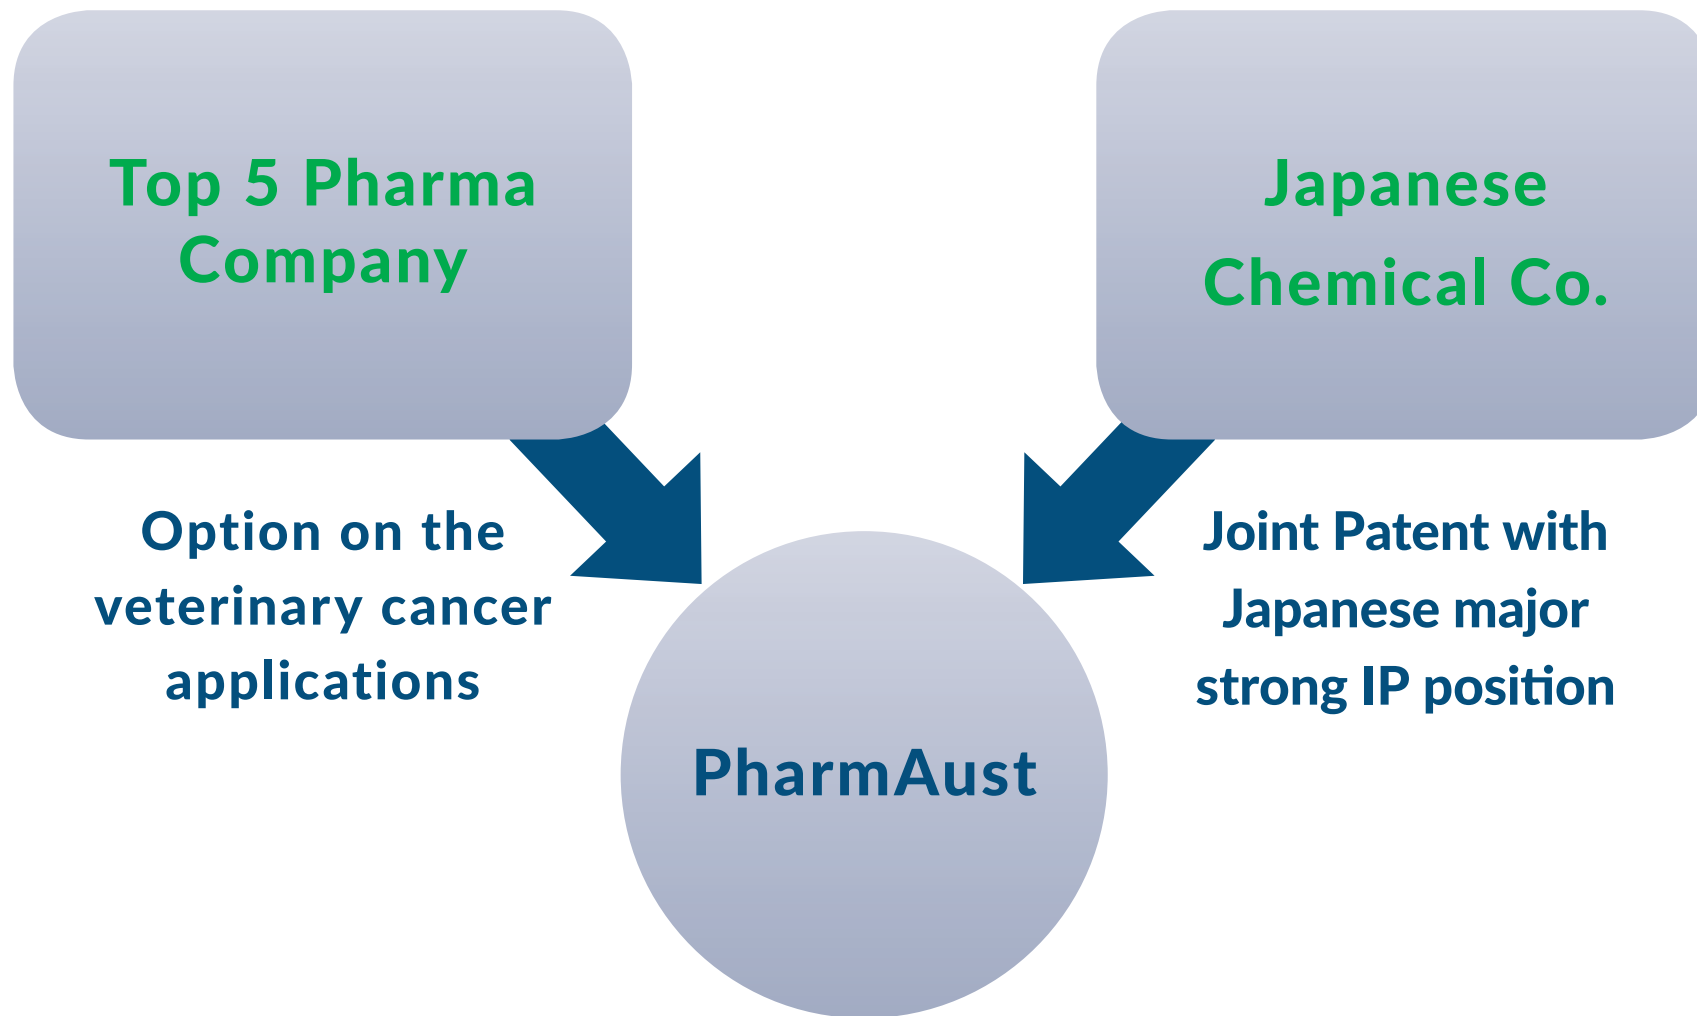 Top 5 Pharma
Company
Japanese
Chemical Co.
Option on the
veterinary cancer
applications
Joint Patent with
Japanese major
strong IP position
PharmAust